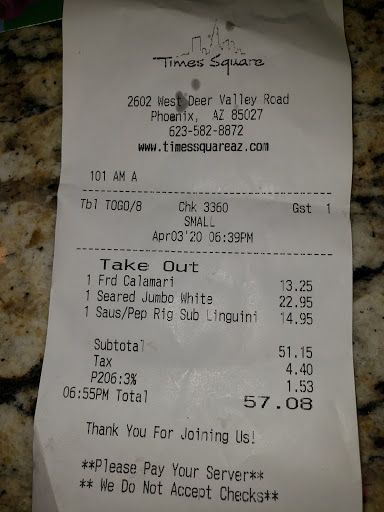 Times Square
2602 West Deer Valley Road
Phoenix, AZ 85027
623-582-8872
www.timessquareaz.com
101 AM A
Tbl TOGO/8 Chk 3360 Gst 1
SMALL
Apr03'20 06:39PM
Take Out
1 Frd Calamari 13.25
1 Seared Jumbo White 22.95
1 Saus/Pep Rig Sub Linguini 14.95
Subtotal 51.15
Tax 4.40
P206:3% 1.53
06:55PM Total 57.08
Thank You For Joining Us!
**Please Pay Your Server**
** We Do Not Accept Checks**